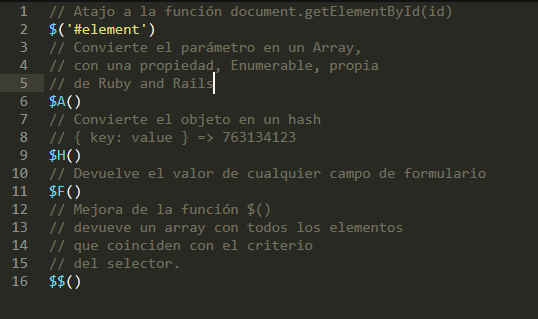 1 // Atajo a la función document.getElementById(id)
2 $('#element')
3 // Convierte el parámetro en un Array,
4 // con una propiedad, Enumerable, propia
5 // de Ruby and Rails
6 $A()
7 // Convierte el objeto en un hash
8 // { key: value } => 763134123
9 $H()
10 // Devuelve el valor de cualquier campo de formulario
11 $F()
12 // Mejora de la función $()
13 // devueve un array con todos los elementos
14 // que coinciden con el criterio
15 // del selector.
16 $$()